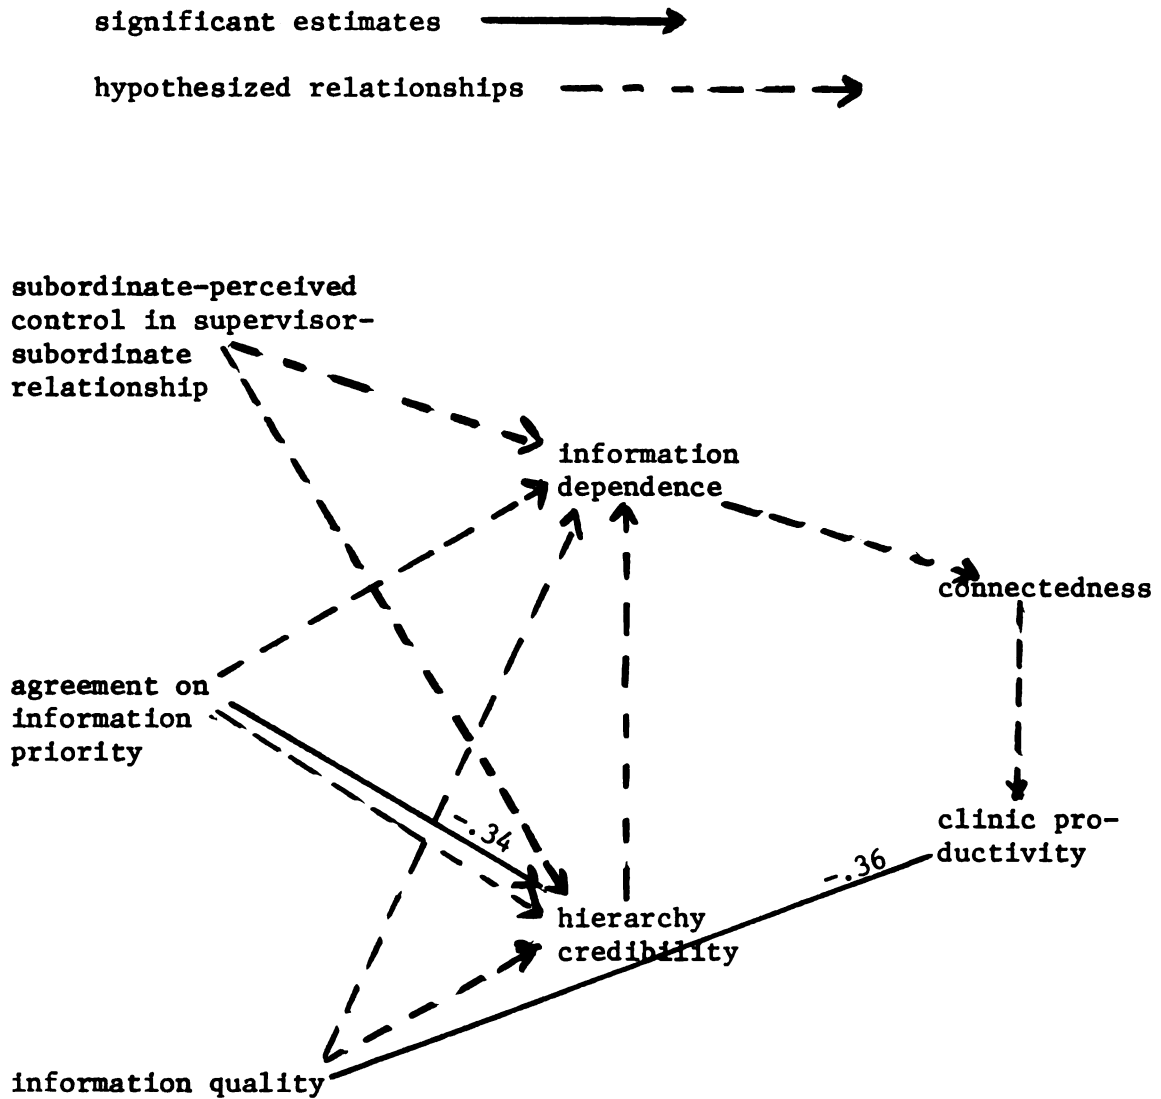 significant estimates
hypothesized relationships
subordinate-perceived
control in supervisor-
subordinate
relationship
information
dependence
connectedness
agreement on
information
priority
-.34
clinic pro-
ductivity
-.36
hierarchy
credibility
information quality